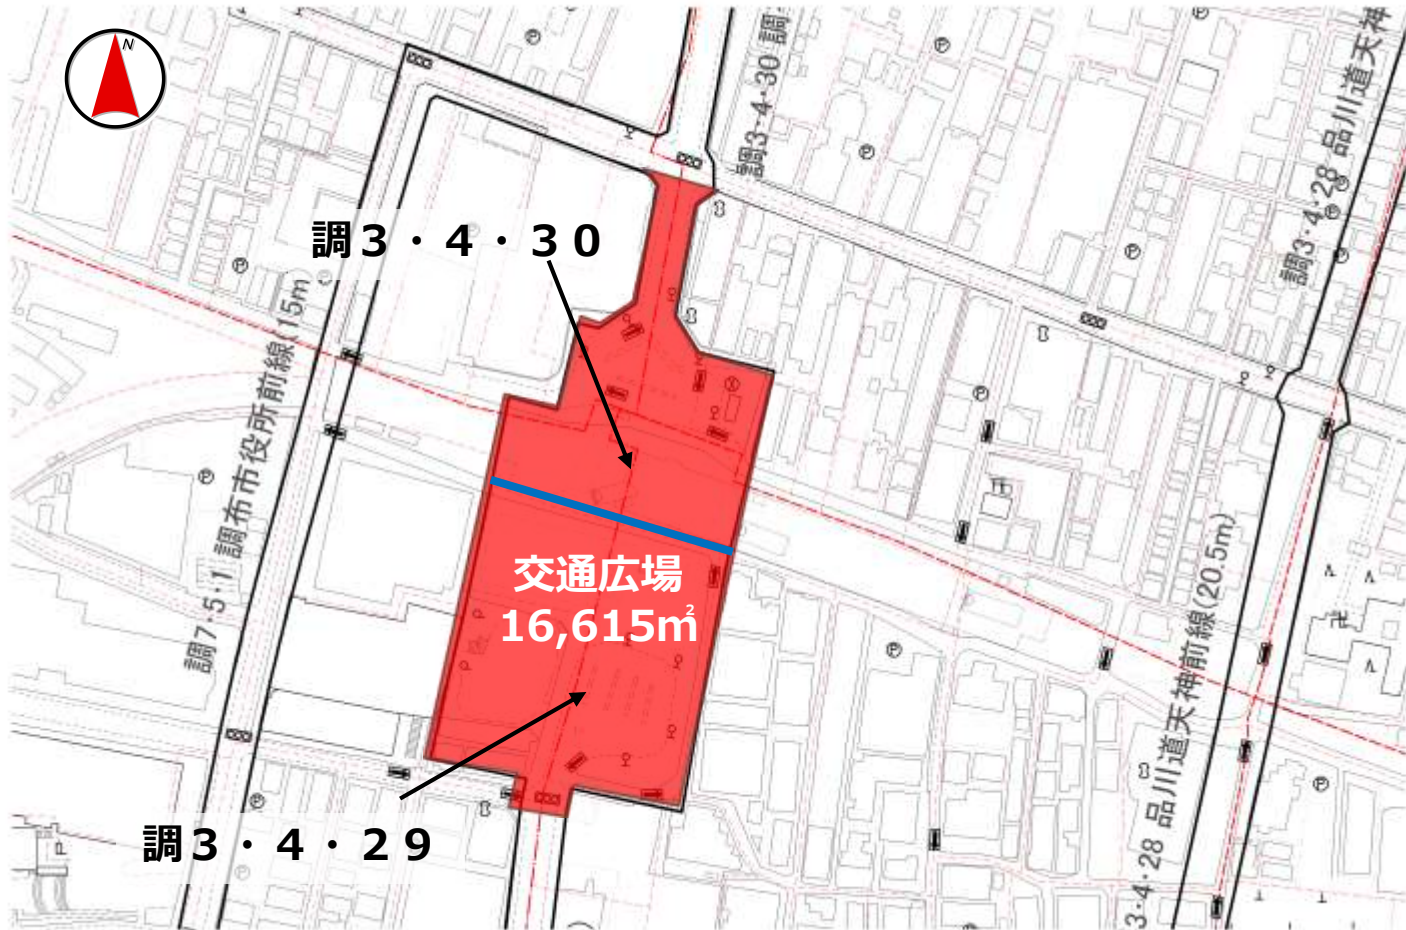 N
調3・4・30 調
調3・4・28 品川道天神
調３・４・３０
調7・5・1 調布市役所前線(15m
交通広場
16,615㎡
調３・４・２９
3・4・28 品川道天神前線(20.5m)